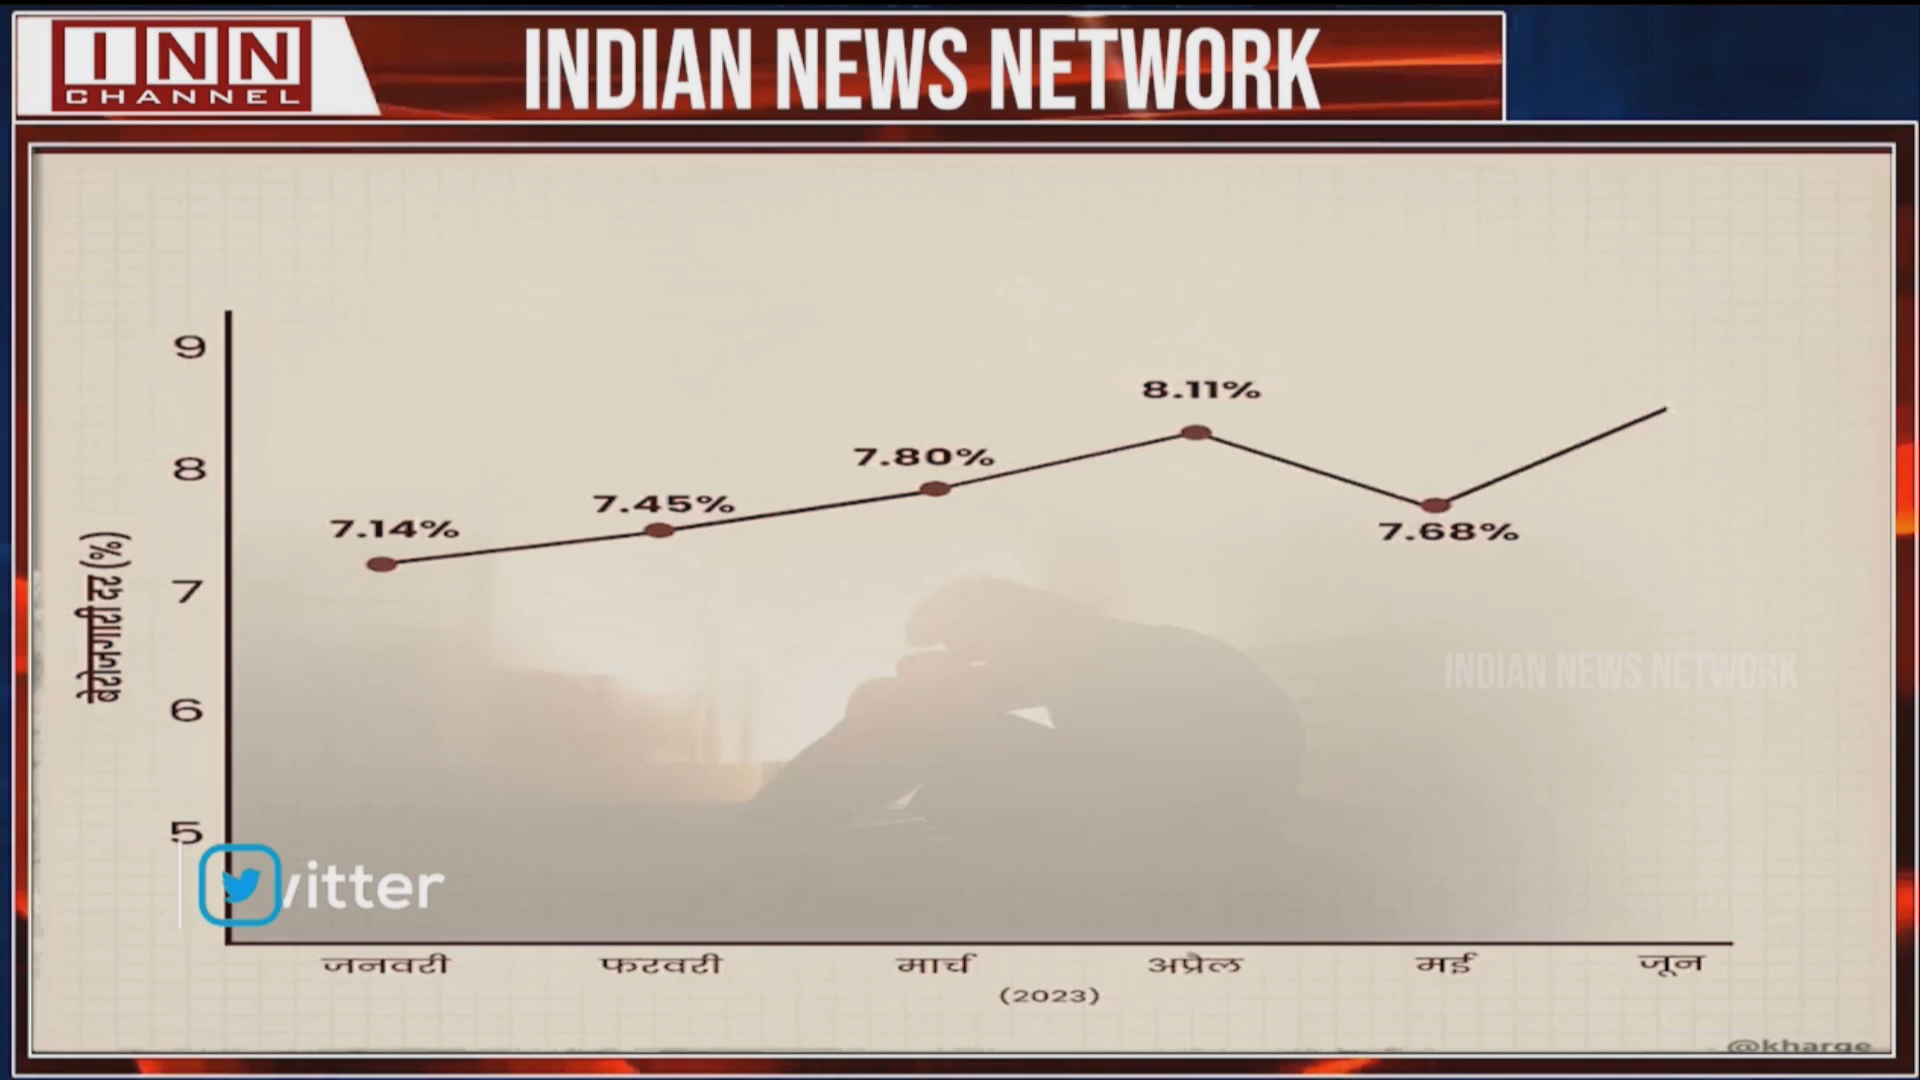 INN
CHANNEL
INDIAN NEWS NETWORK
9
8
7
6
5
बेरोजगारी दर (%)
7.14%
7.45%
7.80%
8.11%
7.68%
INDIAN NEWS NETWORK
जनवरी
फरवरी
मार्च
अप्रैल
मई
जून
(2023)
@kharge